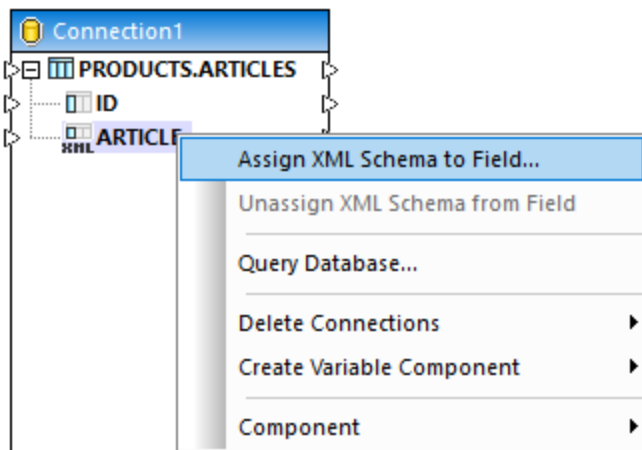 Connection1
PRODUCTS.ARTICLES
ID
XML ARTICLE
Assign XML Schema to Field...
Unassign XML Schema from Field
Query Database...
Delete Connections
Create Variable Component
Component